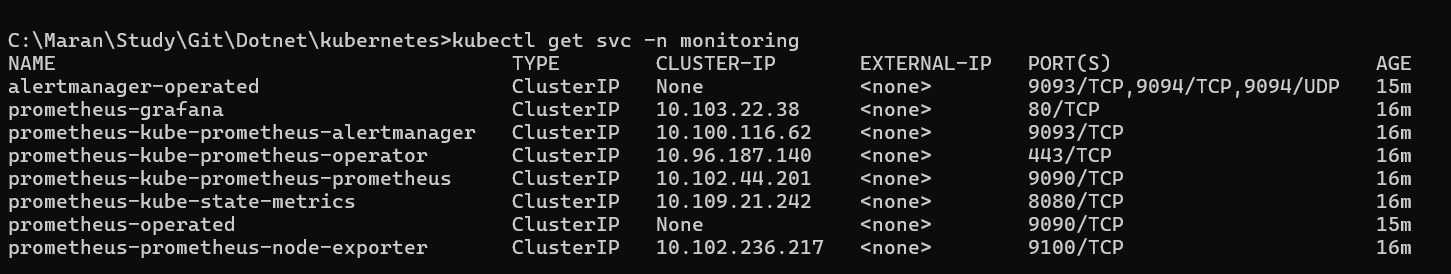 C:\Maran\Study\Git\Dotnet\kubernetes>kubectl get svc -n monitoring
NAME TYPE CLUSTER-IP EXTERNAL-IP PORT(S) AGE
alertmanager-operated ClusterIP None <none> 9093/TCP,9094/TCP,9094/UDP 15m
prometheus-grafana ClusterIP 10.103.22.38 <none> 80/TCP 16m
prometheus-kube-prometheus-alertmanager ClusterIP 10.100.116.62 <none> 9093/TCP 16m
prometheus-kube-prometheus-operator ClusterIP 10.96.187.140 <none> 443/TCP 16m
prometheus-kube-prometheus-prometheus ClusterIP 10.102.44.201 <none> 9090/TCP 16m
prometheus-kube-state-metrics ClusterIP 10.109.21.242 <none> 8080/TCP 16m
prometheus-operated ClusterIP None <none> 9090/TCP 15m
prometheus-prometheus-node-exporter ClusterIP 10.102.236.217 <none> 9100/TCP 16m